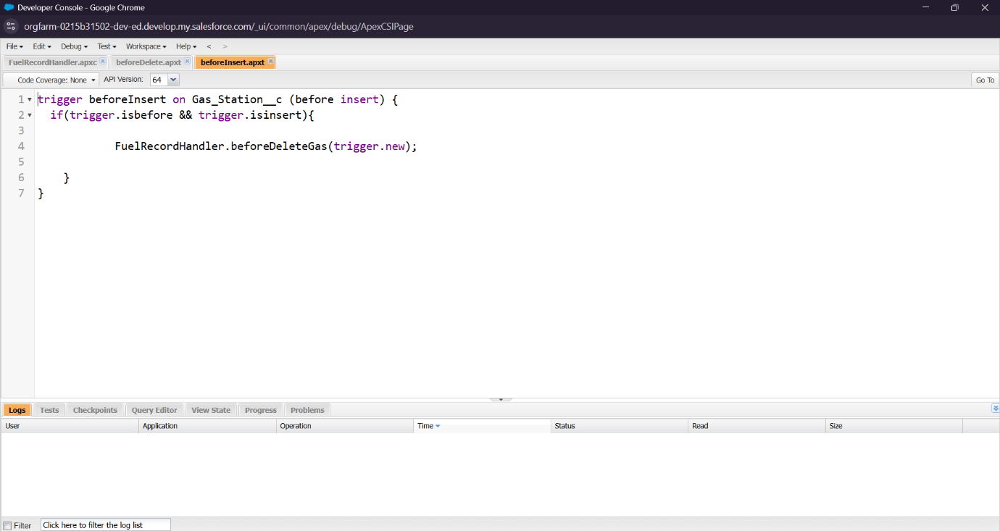 Developer Console - Google Chrome
orgfarm-0215b31502-dev-ed.develop.my.salesforce.com/_ui/common/apex/debug/ApexCSIPage
File Edit Debug Test Workspace Help < >
FuelRecordHandler.apxc beforeDelete.apxt beforeInsert.apxt
Code Coverage: None API Version: 64 Go To
1 trigger beforeInsert on Gas_Station__c (before insert) {
2 if(trigger.isbefore && trigger.isinsert){
3
4 FuelRecordHandler.beforeDeleteGas(trigger.new);
5
6 }
7 }
Logs Tests Checkpoints Query Editor View State Progress Problems
User Application Operation Time Status Read Size
Filter Click here to filter the log list